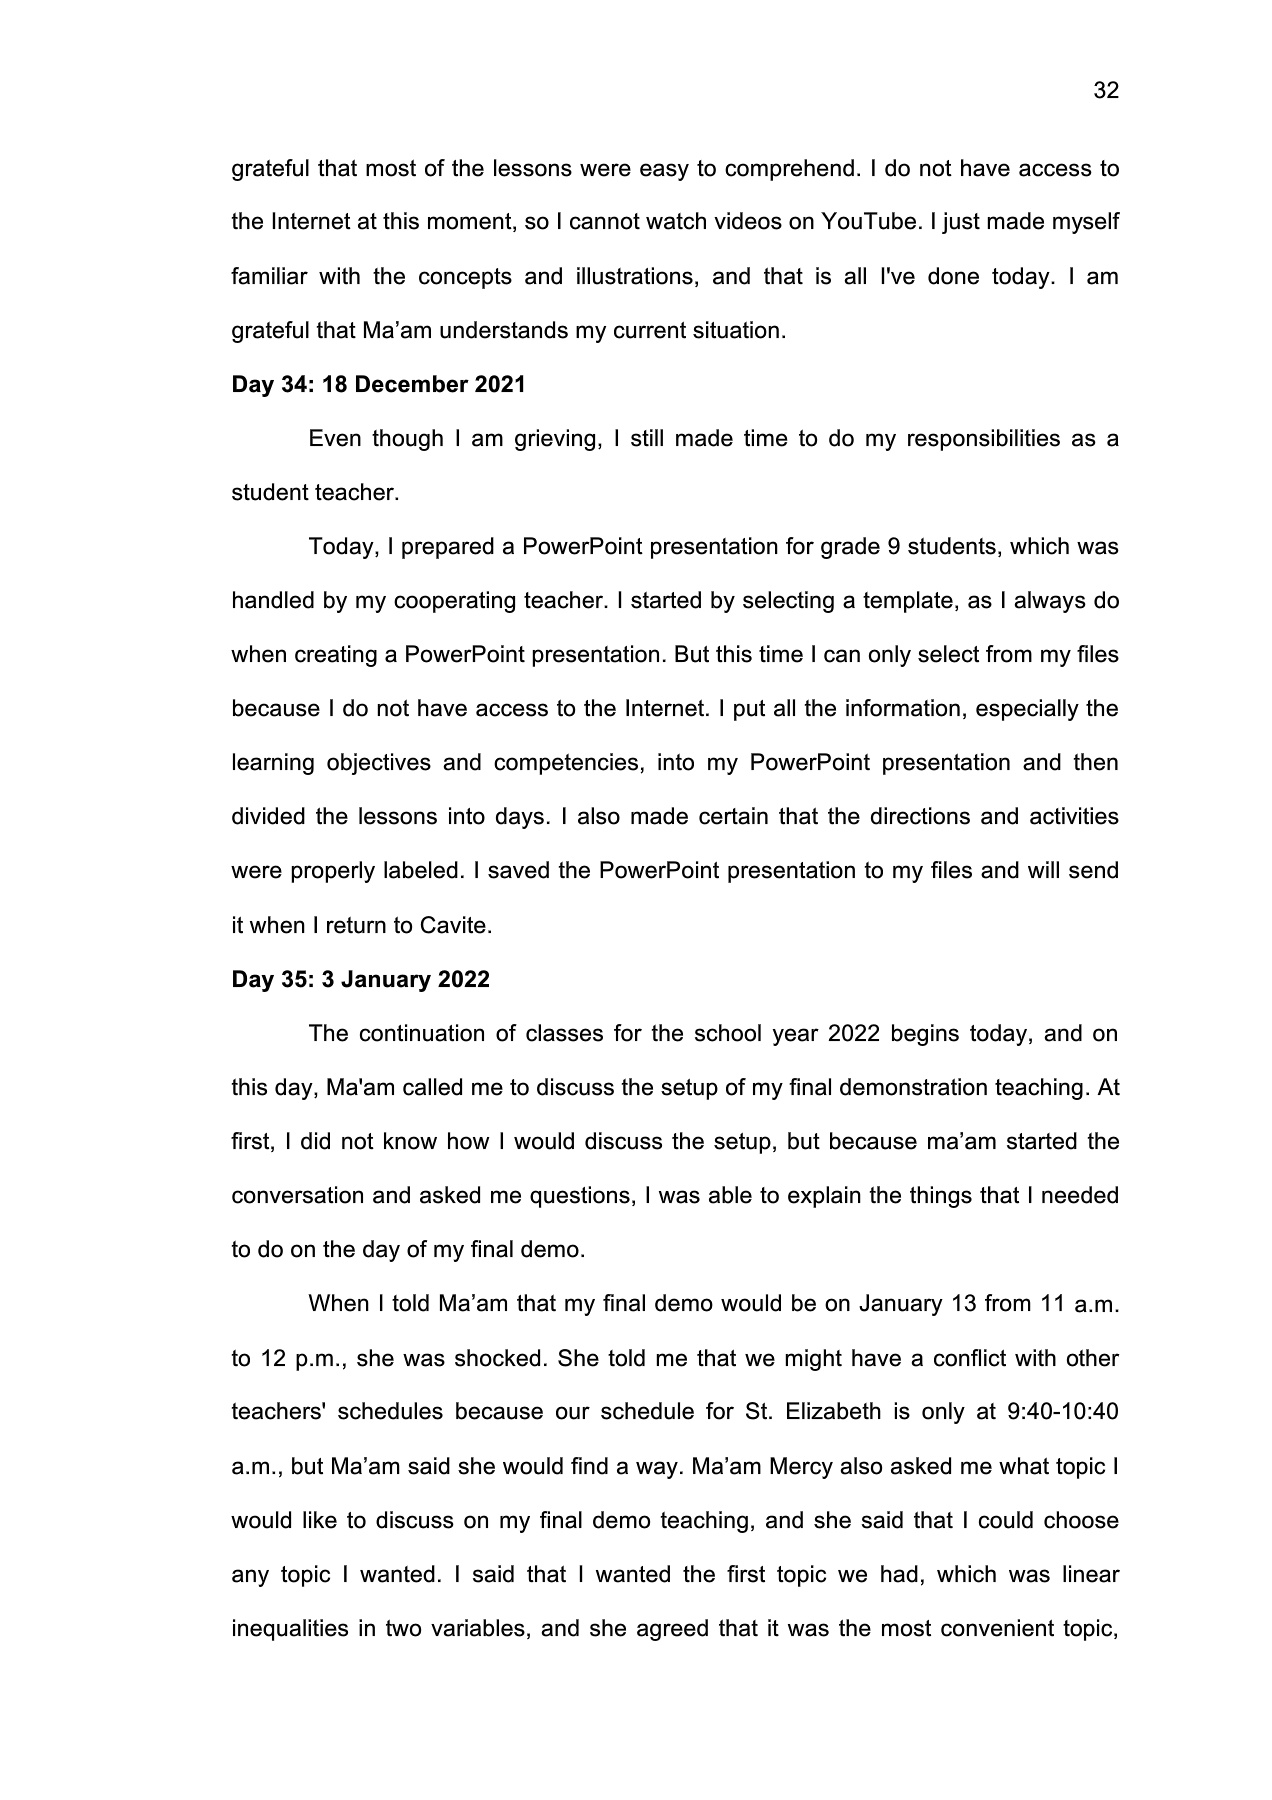 32
grateful that most of the lessons were easy to comprehend. I do not have access to
the Internet at this moment, so I cannot watch videos on YouTube. I just made myself
familiar with the concepts and illustrations, and that is all I've done today. I am
grateful that Ma’am understands my current situation.
Day 34: 18 December 2021
Even though I am grieving, I still made time to do my responsibilities as a
student teacher.
Today, I prepared a PowerPoint presentation for grade 9 students, which was
handled by my cooperating teacher. I started by selecting a template, as I always do
when creating a PowerPoint presentation. But this time I can only select from my files
because I do not have access to the Internet. I put all the information, especially the
learning objectives and competencies, into my PowerPoint presentation and then
divided the lessons into days. I also made certain that the directions and activities
were properly labeled. I saved the PowerPoint presentation to my files and will send
it when I return to Cavite.
Day 35: 3 January 2022
The continuation of classes for the school year 2022 begins today, and on
this day, Ma'am called me to discuss the setup of my final demonstration teaching. At
first, I did not know how I would discuss the setup, but because ma’am started the
conversation and asked me questions, I was able to explain the things that I needed
to do on the day of my final demo.
When I told Ma’am that my final demo would be on January 13 from 11 a.m.
to 12 p.m., she was shocked. She told me that we might have a conflict with other
teachers' schedules because our schedule for St. Elizabeth is only at 9:40-10:40
a.m., but Ma’am said she would find a way. Ma’am Mercy also asked me what topic I
would like to discuss on my final demo teaching, and she said that I could choose
any topic I wanted. I said that I wanted the first topic we had, which was linear
inequalities in two variables, and she agreed that it was the most convenient topic,